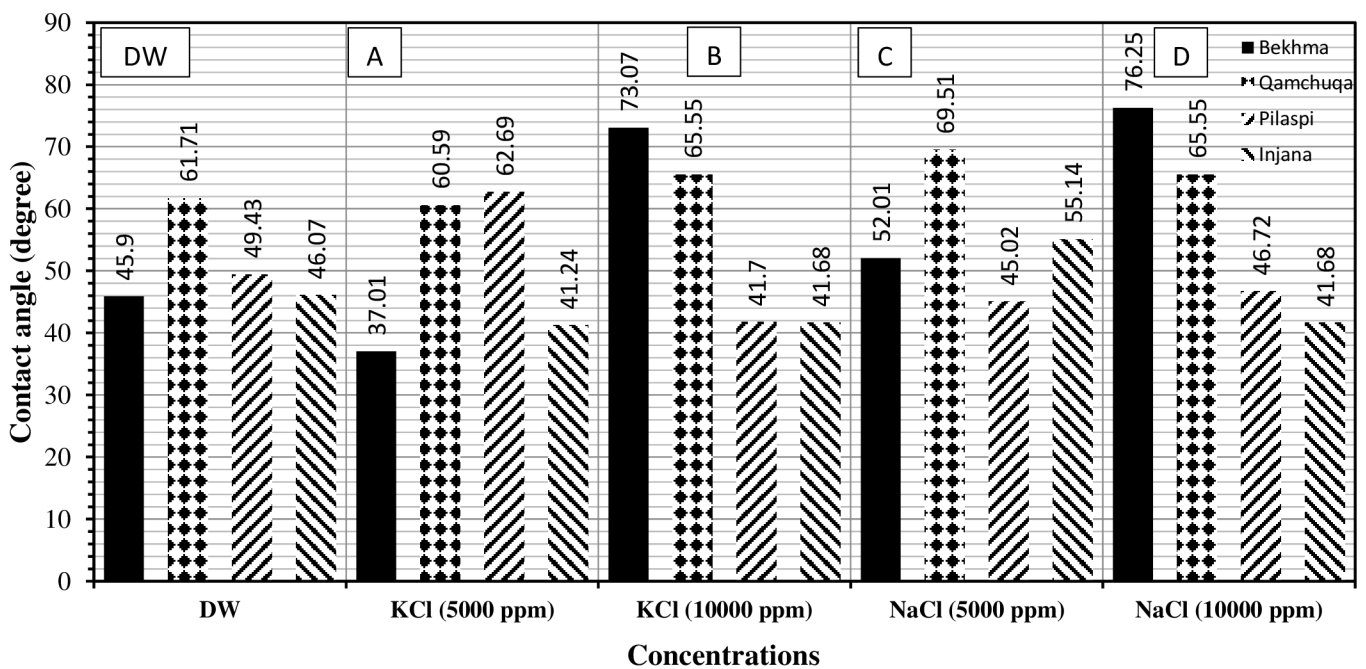 90
80
70
60
50
40
30
20
10
0
Contact angle (degree)
DW
A
B
C
D
Bekhma
Qamchuqa
Pilaspi
Injana
45.9
61.71
49.43
46.07
37.01
60.59
62.69
41.24
73.07
65.55
41.7
41.68
52.01
69.51
45.02
55.14
76.25
65.55
46.72
41.68
DW
KCl (5000 ppm)
KCl (10000 ppm)
NaCl (5000 ppm)
NaCl (10000 ppm)
Concentrations